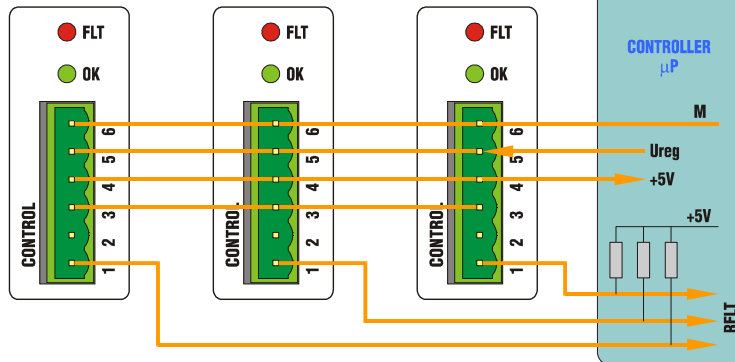 FLT
OK
6
5
4
3
2
1
CONTROL
FLT
OK
6
5
4
3
2
1
CONTROL
FLT
OK
6
5
4
3
2
1
CONTROL
CONTROLLER
µP
M
Ureg
+5V
+5V
RFLT